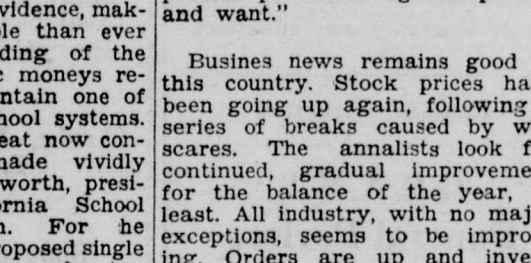 vidence, mak-
le than ever
ding of the
moneys re-
ntain one of
hool systems.
eat now con-
made vividly
worth, presi-
ornia School
For he
oposed single
and want."
Busines news remains good
this country. Stock prices ha
been going up again, following
series of breaks caused by w
scares. The annalists look f
continued, gradual improveme
for the balance of the year,
least. All industry, with no maj
exceptions, seems to be impro
ing. Orders are up and inve